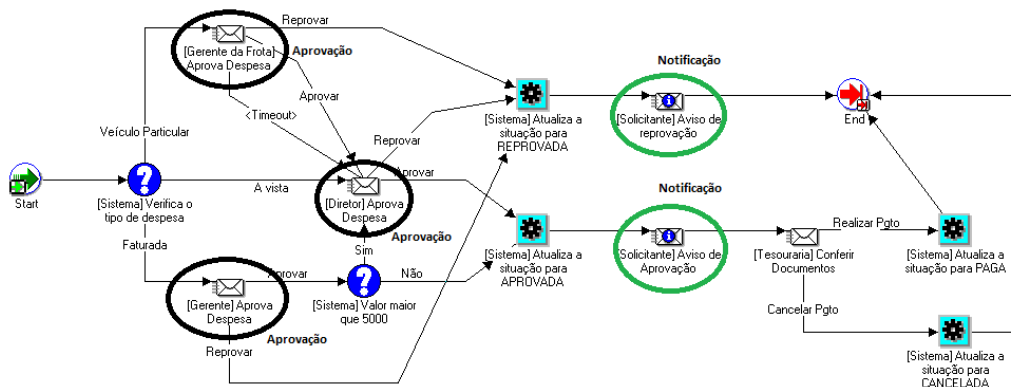 Reprovar
Aprovação
[Gerente da Frota]
Aprova Despesa
Aprovar
<Timeout>
Veículo Particular
Start
[Sistema] Verifica o
tipo de despesa
A vista
Faturada
Reprovar
[Diretor] Aprova
Despesa
Aprovar
Aprovação
Sim
[Gerente] Aprova
Despesa
Aprovar
Aprovação
Reprovar
[Sistema] Valor maior
que 5000
Não
[Sistema] Atualiza a
situação para
REPROVADA
[Sistema] Atualiza a
situação para
APROVADA
Notificação
[Solicitante] Aviso de
reprovação
Notificação
[Solicitante] Aviso de
Aprovação
End
[Tesouraria] Conferir
Documentos
Realizar Pgto
Cancelar Pgto
[Sistema] Atualiza a
situação para PAGA
[Sistema] Atualiza a
situação para
CANCELADA